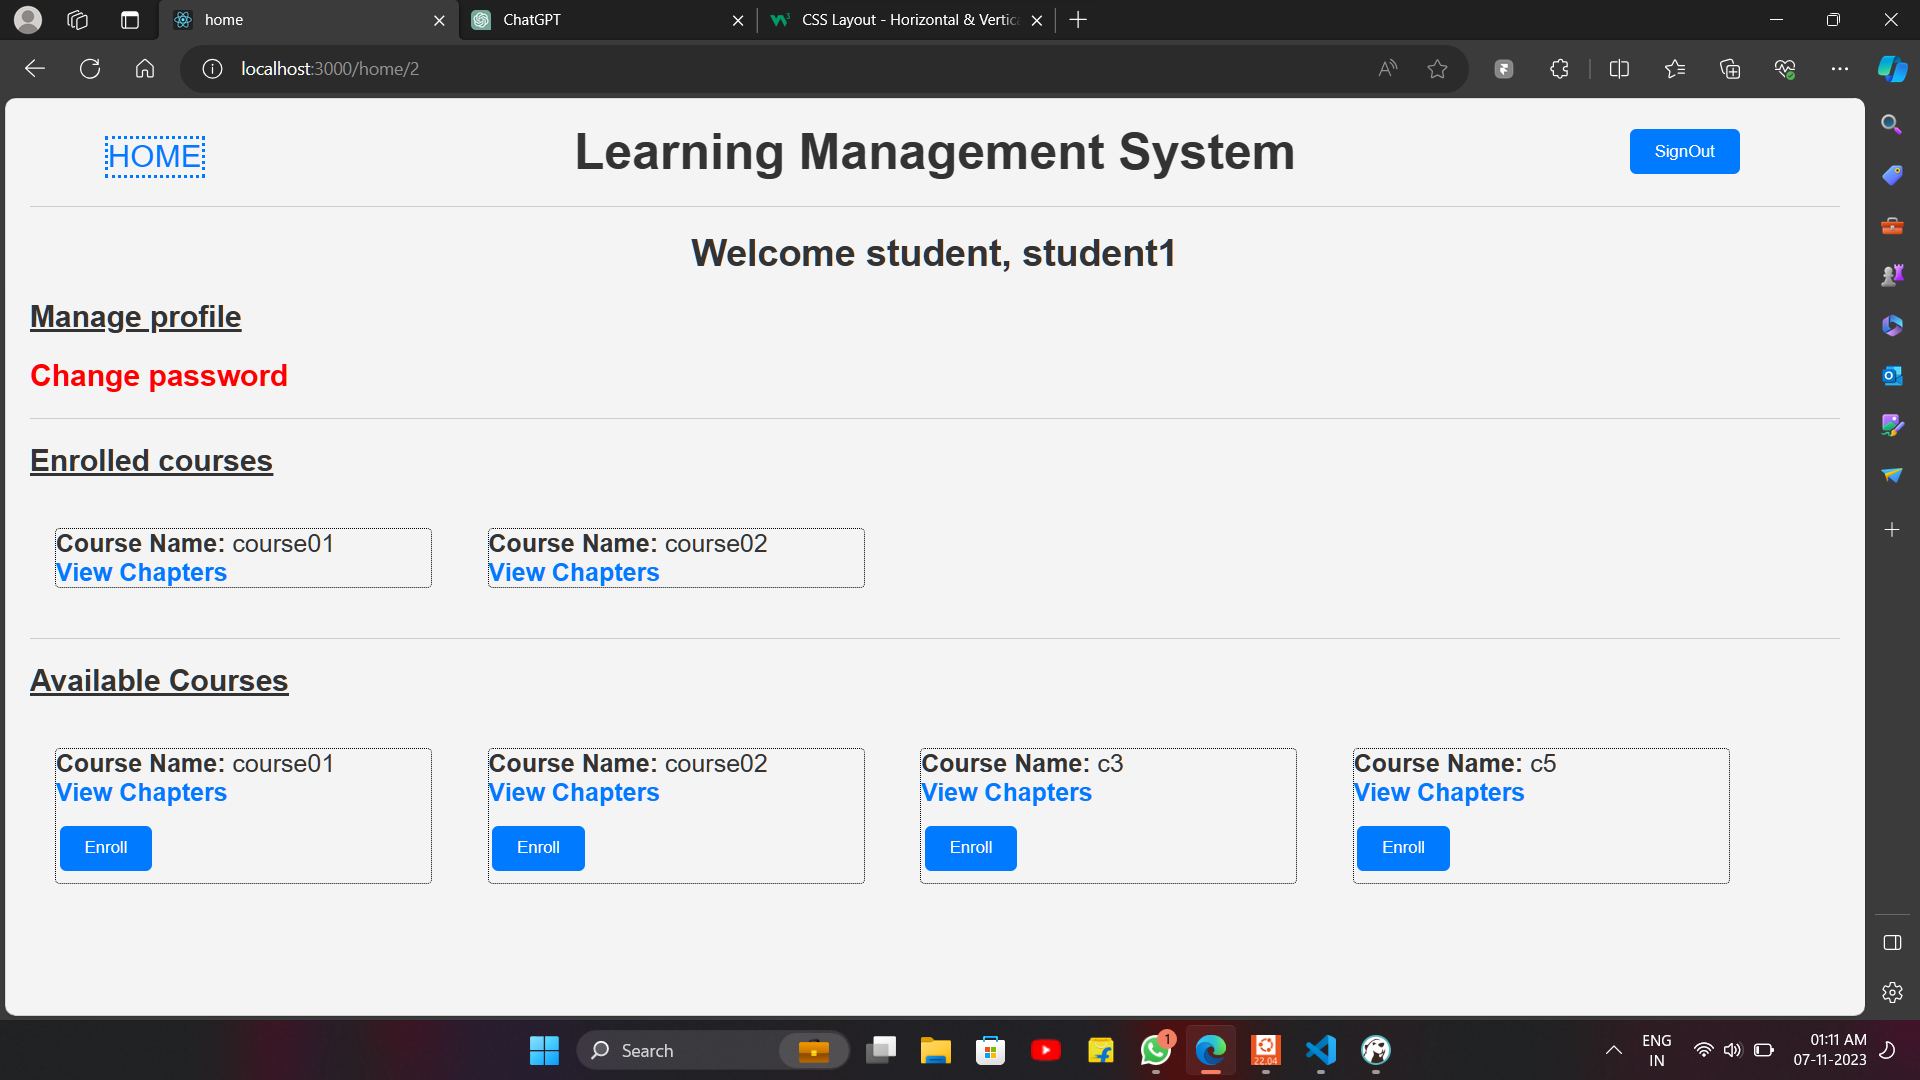 home
ChatGPT
CSS Layout - Horizontal & Vertic
localhost:3000/home/2
HOME
Learning Management System
SignOut
Welcome student, student1
Manage profile
Change password
Enrolled courses
Course Name: course01
View Chapters
Course Name: course02
View Chapters
Available Courses
Course Name: course01
View Chapters
Enroll
Course Name: course02
View Chapters
Enroll
Course Name: c3
View Chapters
Enroll
Course Name: c5
View Chapters
Enroll
Search
1
22.04
ENG
IN
01:11 AM
07-11-2023